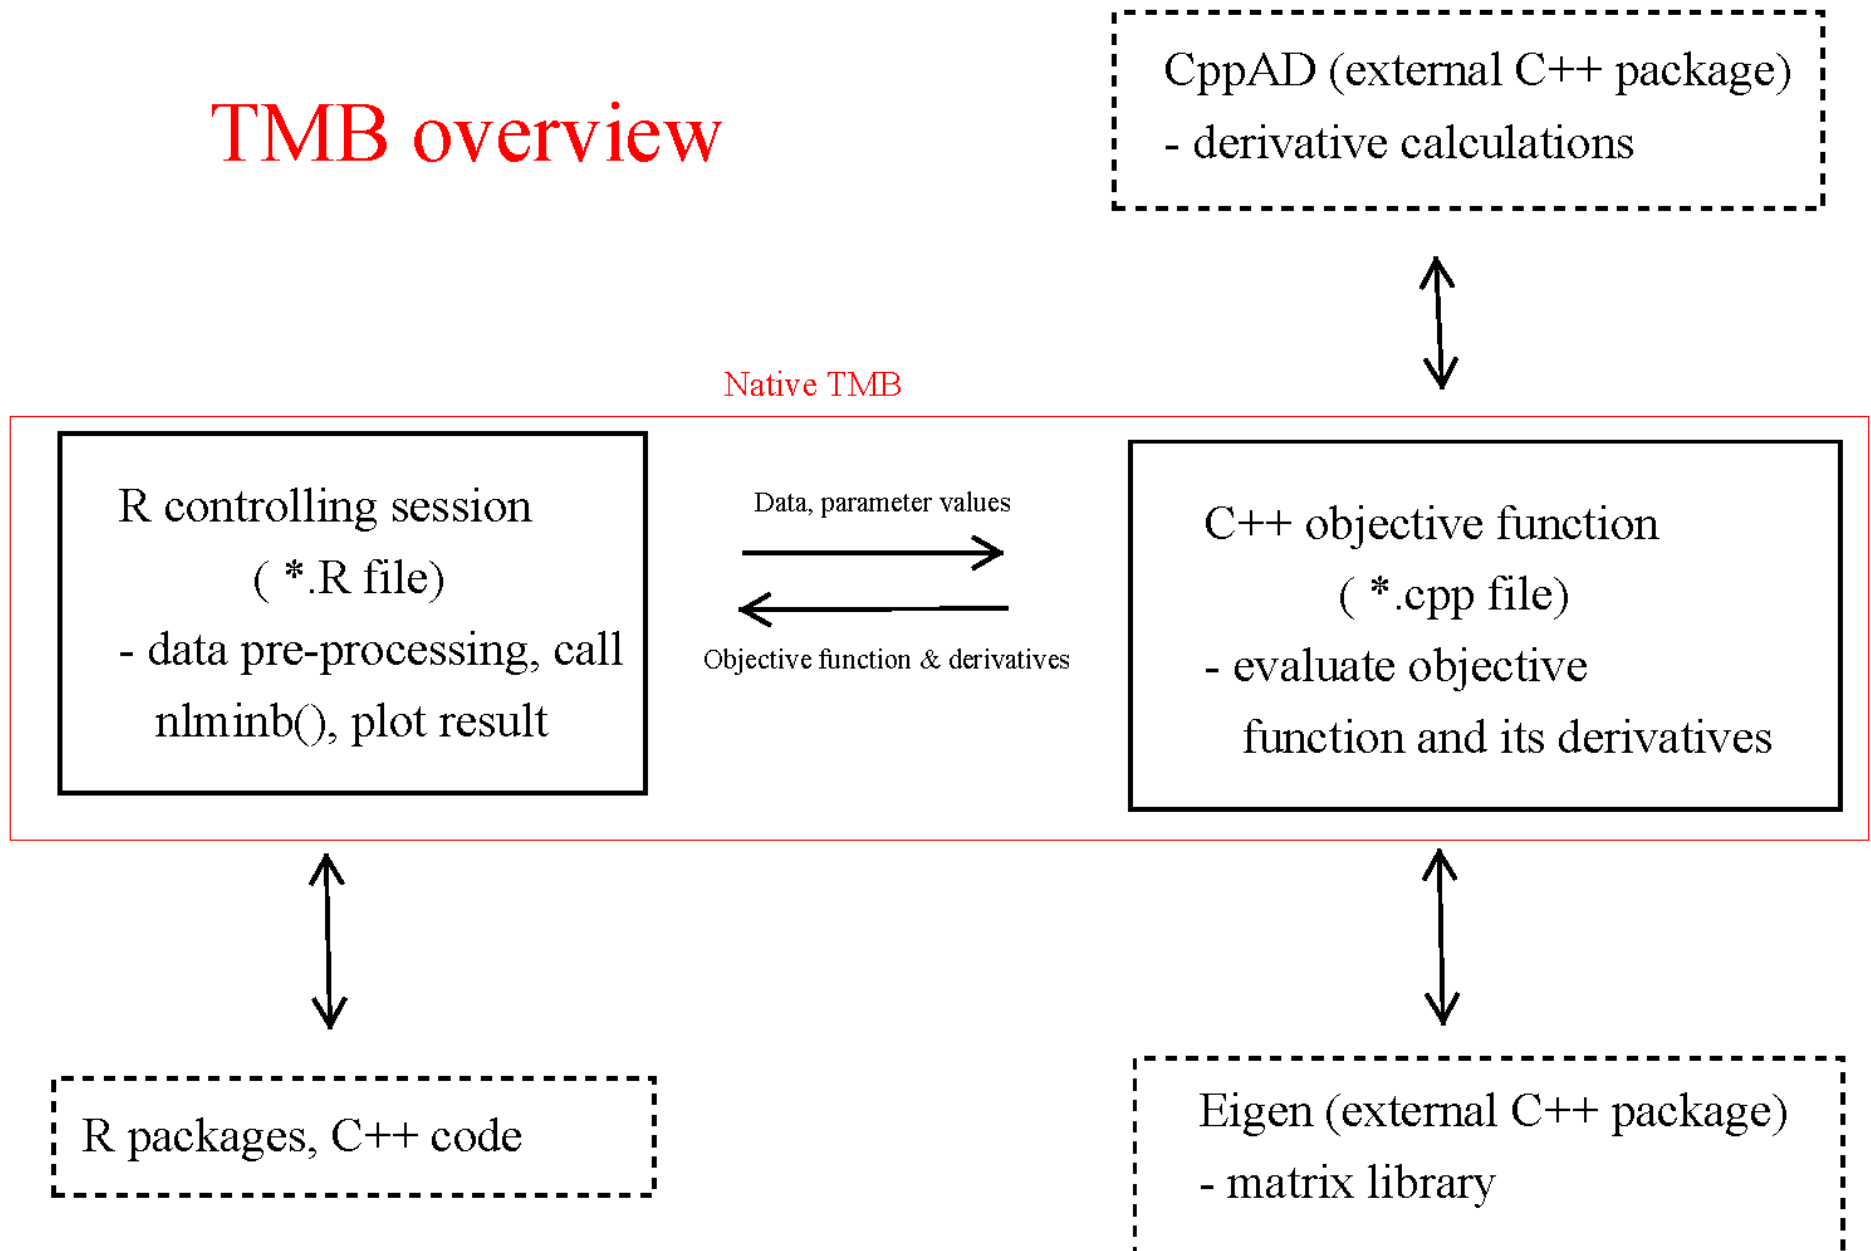 TMB overview
CppAD (external C++ package)
- derivative calculations
Native TMB
R controlling session
( *.R file)
- data pre-processing, call
nlminb(), plot result
Data, parameter values
Objective function & derivatives
C++ objective function
( *.cpp file)
- evaluate objective
function and its derivatives
R packages, C++ code
Eigen (external C++ package)
- matrix library